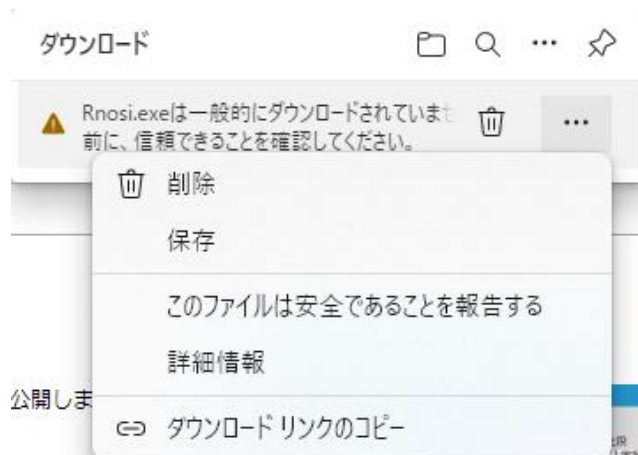 ダウンロード
Rnosi.exeは一般的にダウンロードされていませ
前に、信頼できることを確認してください。
削除
保存
このファイルは安全であることを報告する
詳細情報
公開しま
ダウンロード リンクのコピー